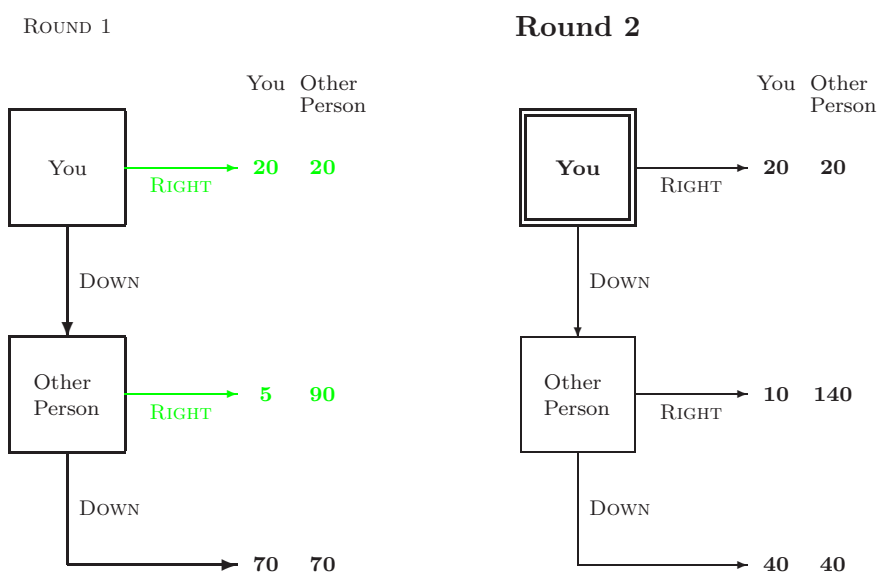 Round 1
You Other
Person
You
Right
20 20
Down
Other
Person
Right
5 90
Down
70 70
Round 2
You Other
Person
You
Right
20 20
Down
Other
Person
Right
10 140
Down
40 40